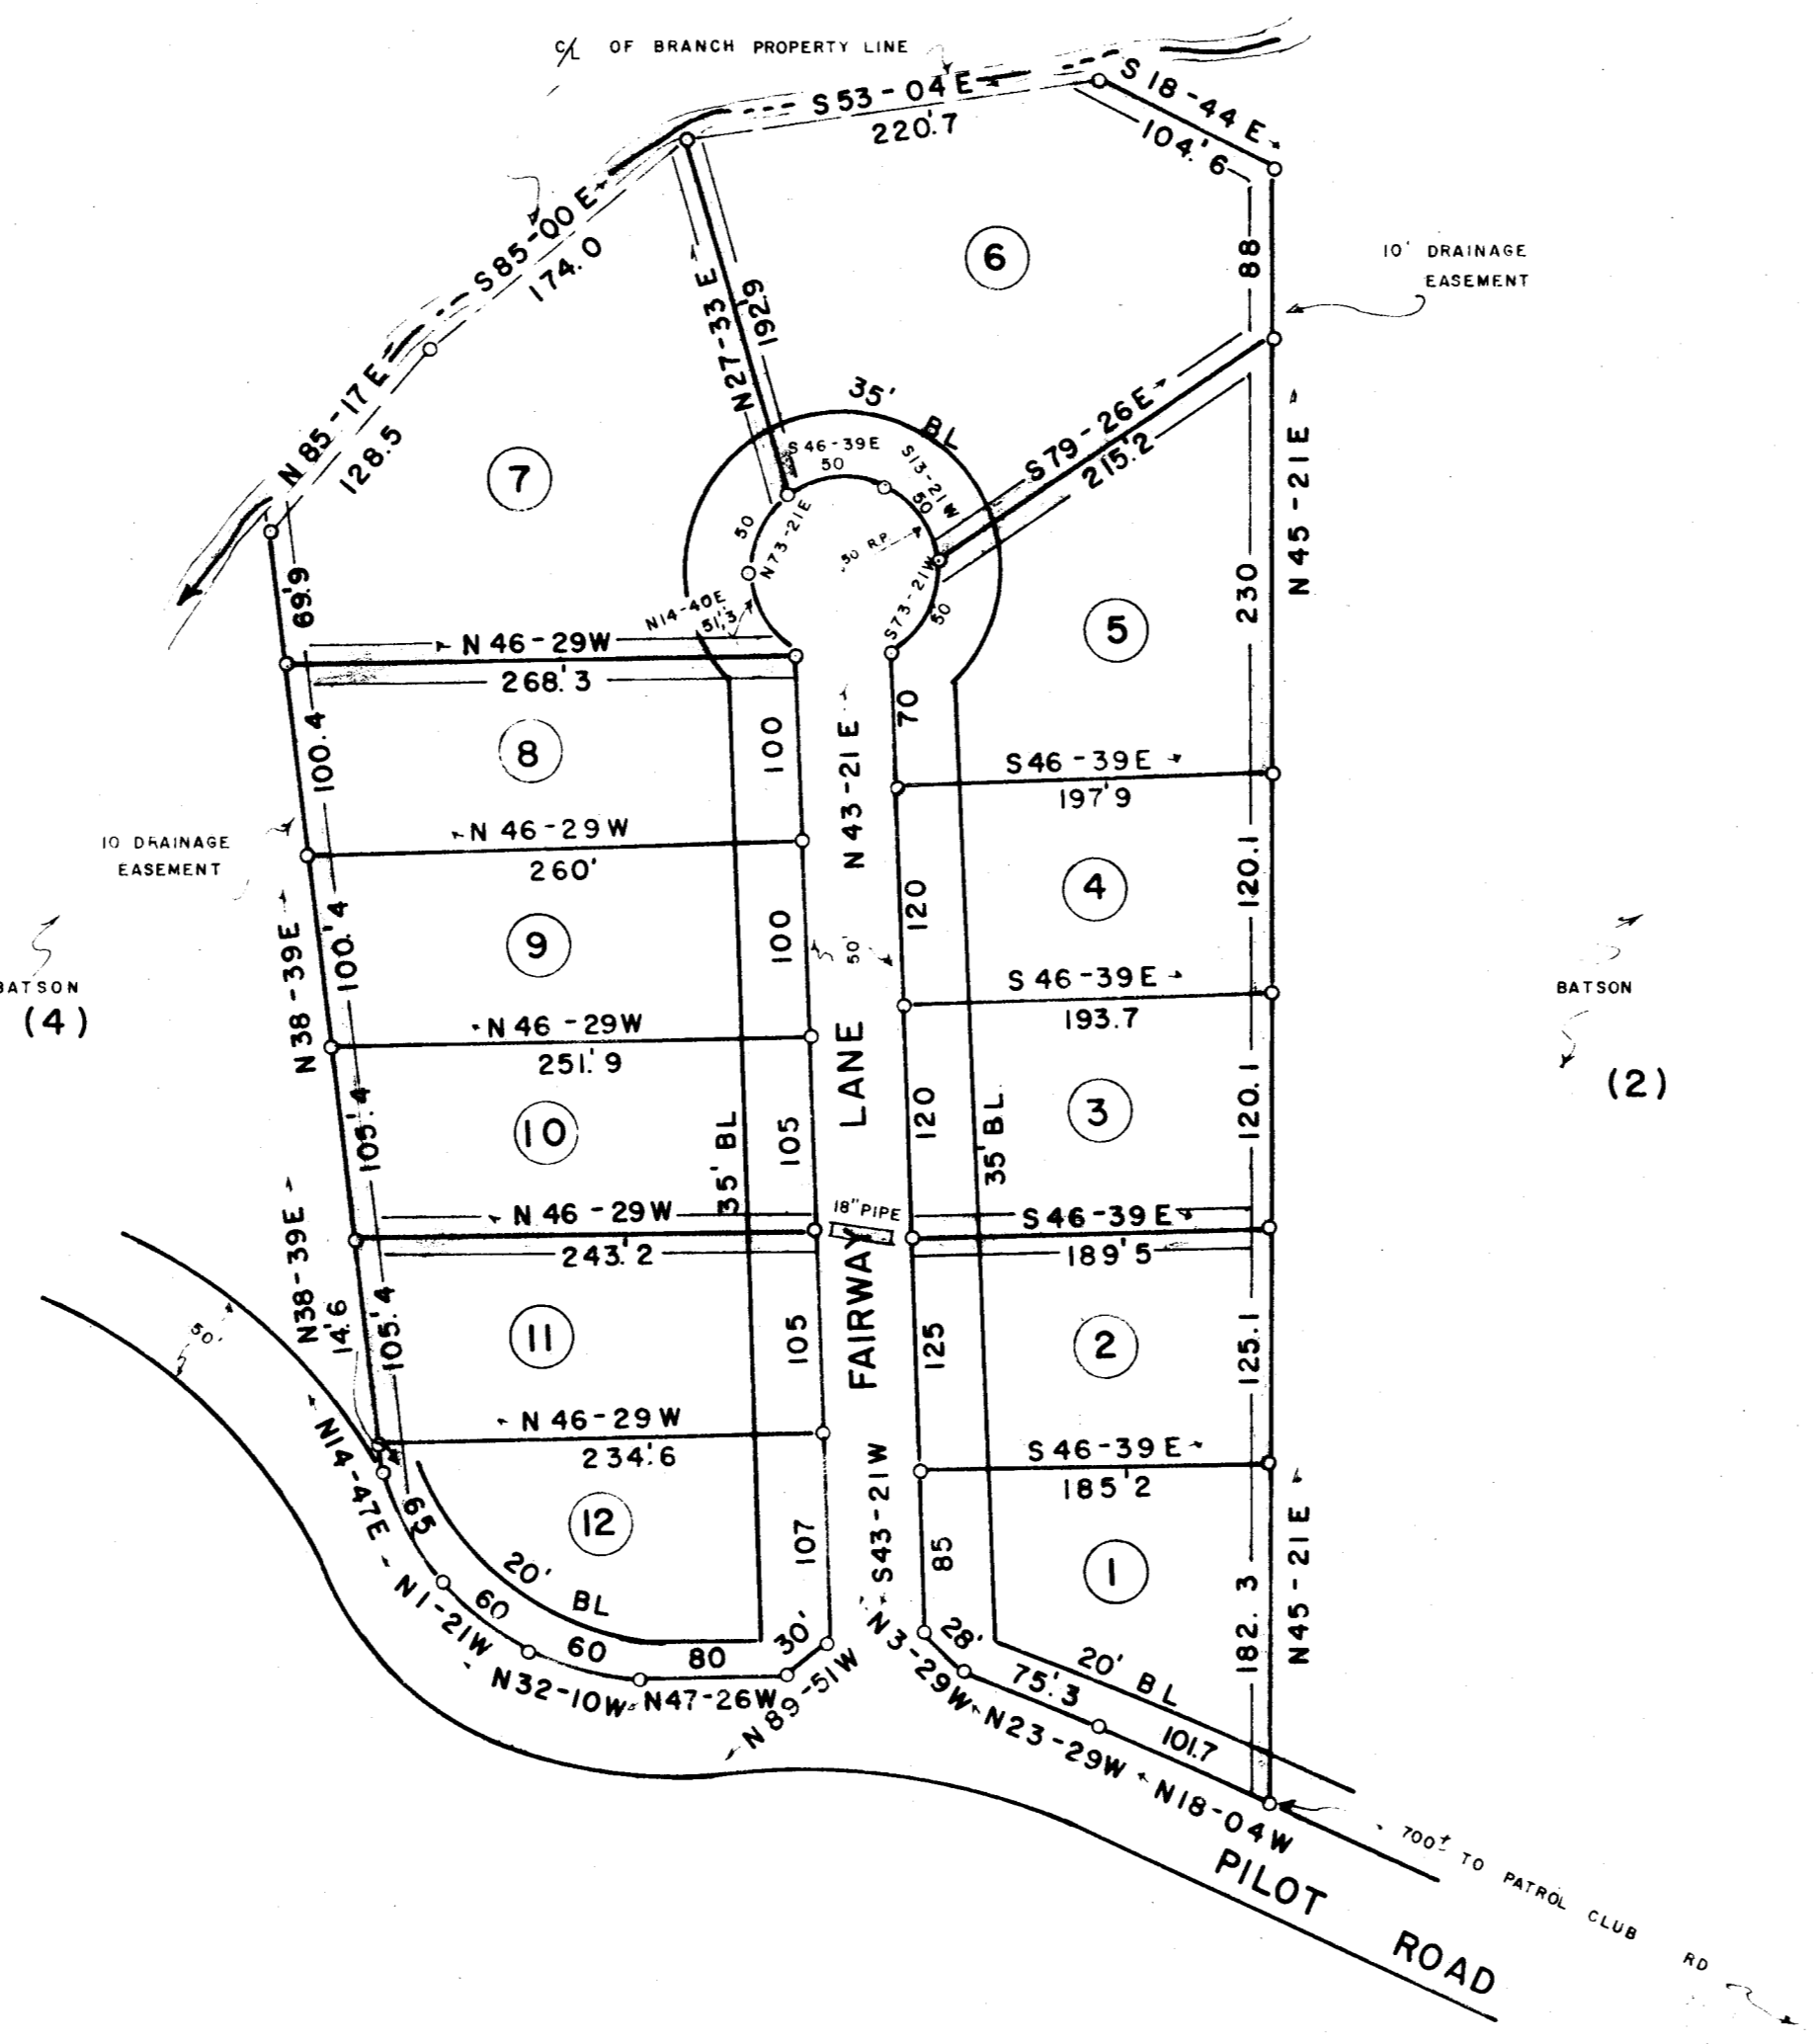 C/L OF BRANCH PROPERTY LINE
S 53-04 E
220.'7
S 18-44 E
104.'6
S 85-00 E
174.0
N 85-17 E
128.5
6
88
10' DRAINAGE
EASEMENT
N 27-33 E
192.9
35' BL
S 79-26 E
215.'2
N 45-21 E
7
S 46-39 E
50
S 13-21 W
50
50
N 73-21 E
50 R.P.
S 73-21 W
50
N 14-40 E
51.'3
69.'9
230
5
N 46-29 W
268.'3
8
100.4
100
N 43-21 E
70
S 46-39 E
197.'9
10 DRAINAGE
EASEMENT
N 46-29 W
260'
4
120
120.1
9
100.'4
100
50'
N 38-39 E
S 46-39 E
193.7
BATSON
(4)
BATSON
(2)
N 46-29 W
251.'9
10
105.'4
105
35' BL
FAIRWAY LANE
120
35' BL.
3
120.1
N 46-29 W
243.'2
18" PIPE
S 46-39 E
189.'5
N 38-39 E
14.'6
105.'4
11
105
125
2
125.1
50'
N 46-29 W
234.'6
S 46-39 E
185.'2
N 14-47 E
65
12
107
S 43-21 W
85
1
182.3
N 45-21 E
20' BL
N 1-21 W
60
N 32-10 W
60
N 47-26 W
80
N 89-51 W
30'
N 3-29 W
28'
N 23-29 W
75.'3
20' BL
N 18-04 W
101.7
700± TO PATROL CLUB RD
PILOT ROAD